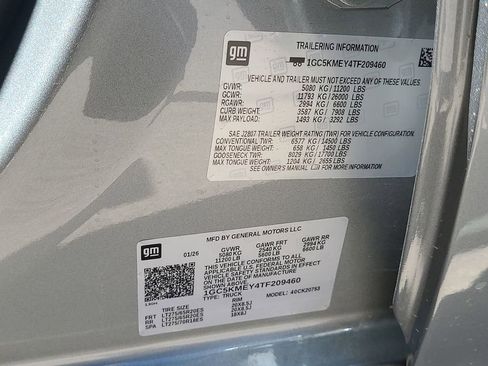 gm
TRAILERING INFORMATION
1GC5KMEY4TF209460
VEHICLE AND TRAILER MUST NOT EXCEED ANY OF THESE VALUES
GVWR: 5080 KG/11200 LBS
GCWR: 11793 KG/26000 LBS
RGAWR: 2994 KG/ 6600 LBS
CURB WEIGHT: 3587 KG/ 7908 LBS
MAX PAYLOAD: 1493 KG/ 3292 LBS
SAE J2807 TRAILER WEIGHT RATING (TWR) FOR VEHICLE CONFIGURATION.
CONVENTIONAL TWR: 6577 KG/14500 LBS
MAX TONGUE WEIGHT: 658 KG/ 1450 LBS
GOOSENECK TWR: 8029 KG/17700 LBS
MAX TONGUE WEIGHT: 1204 KG/ 2655 LBS
SEE OWNER'S MANUAL
gm
MFD BY GENERAL MOTORS LLC
01/26 GVWR GAWR FRT GAWR RR
5080 KG 2540 KG 2994 KG
11200 LB 5600 LB 6600 LB
THIS VEHICLE CONFORMS TO ALL APPLICABLE U.S. FEDERAL MOTOR VEHICLE SAFETY STANDARDS IN EFFECT ON THE DATE OF MANUFACTURE SHOWN ABOVE.
1GC5KMEY4TF209460
TYPE: TRUCK MODEL: 40CK20753
TIRE SIZE RIM
FRT LT275/65R20ES 20X8.5J
RR LT275/65R20ES 20X8.5J
SPA LT275/70R18ES 18X8J